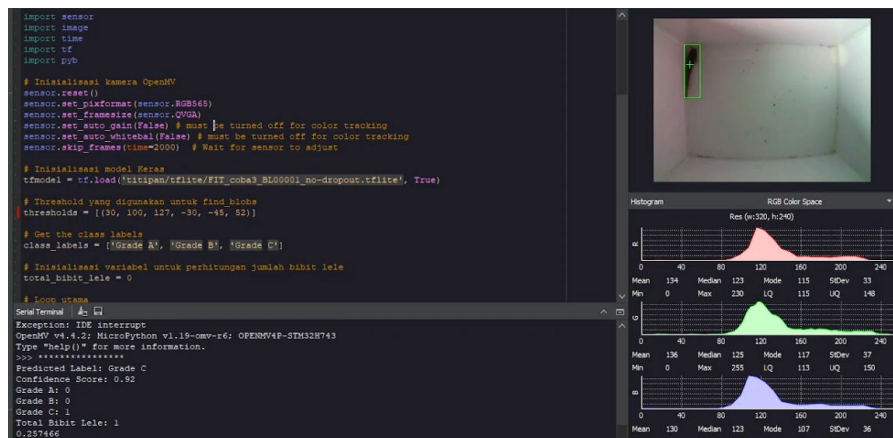 import sensor
import image
import time
import tf
import pyb
# Inisialisasi kamera OpenMV
sensor.reset()
sensor.set_pixformat(sensor.RGB565)
sensor.set_framesize(sensor.QVGA)
sensor.set_auto_gain(False) # must be turned off for color tracking
sensor.set_auto_whitebal(False) # must be turned off for color tracking
sensor.skip_frames(time=2000) # Wait for sensor to adjust
# Inisialisasi model Keras
tfmodel = tf.load('titipan/tflite/FIT_coba3_BL00001_no-dropout.tflite', True)
# Threshold yang digunakan untuk find_blobs
thresholds = [(30, 100, 127, -30, -45, 52)]
# Get the class labels
class_labels = ['Grade A', 'Grade B', 'Grade C']
# Inisialisasi variabel untuk perhitungan jumlah bibit lele
total_bibit_lele = 0
# Loop utama
Serial Terminal
Exception: IDE interrupt
OpenMV v4.4.2; MicroPython v1.19-omv-r6; OPENMV4P-STM32H743
Type "help()" for more information.
>>> ****************
Predicted Label: Grade C
Confidence Score: 0.92
Grade A: 0
Grade B: 0
Grade C: 1
Total Bibit Lele: 1
0.257466
Histogram RGB Color Space
Res (w:320, h:240)
R
0 40 80 120 160 200 240
Mean 134 Median 123 Mode 115 StDev 33
Min 0 Max 230 LQ 115 UQ 148
G
0 40 80 120 160 200 240
Mean 136 Median 125 Mode 117 StDev 37
Min 0 Max 255 LQ 113 UQ 150
B
0 40 80 120 160 200 240
Mean 130 Median 123 Mode 107 StDev 36